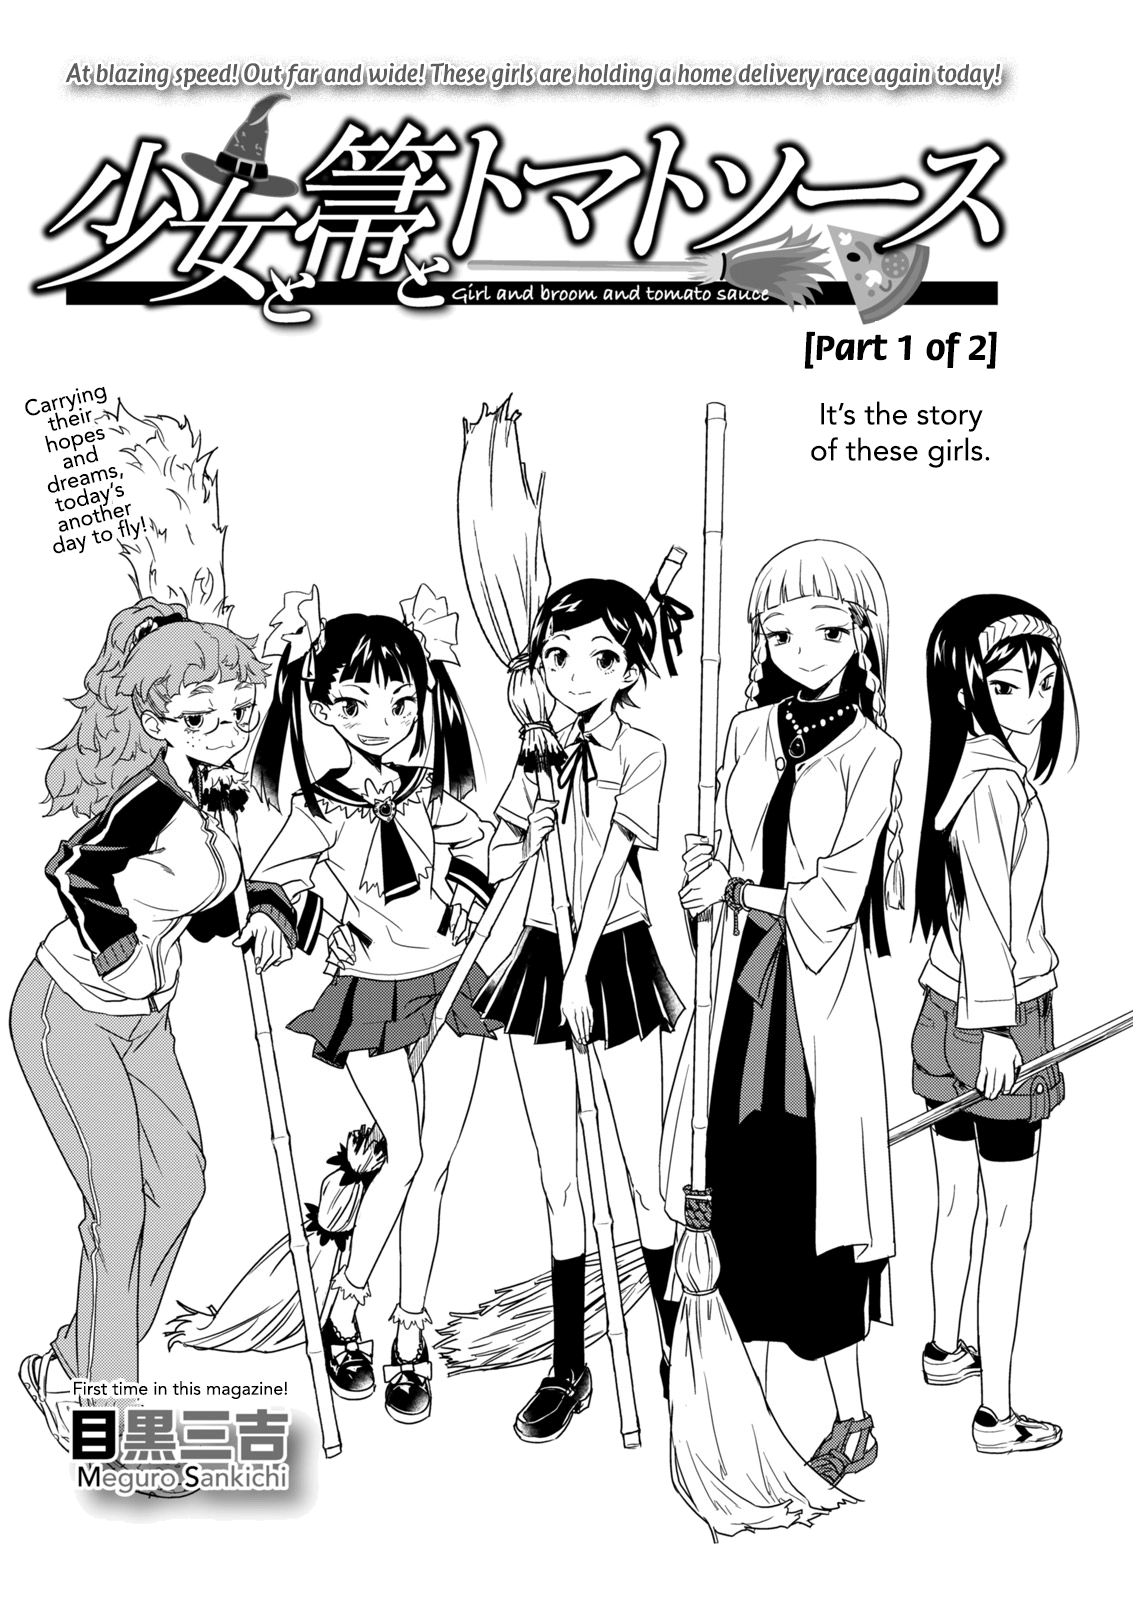 At blazing speed! Out far and wide! These girls are holding a home delivery race again today!
少女と箒とトマトソース
Girl and broom and tomato sauce
[Part 1 of 2]
It's the story
of these girls.
Carrying
their
hopes
and
dreams,
today's
another
day to fly!
First time in this magazine!
目黒三吉
Meguro Sankichi